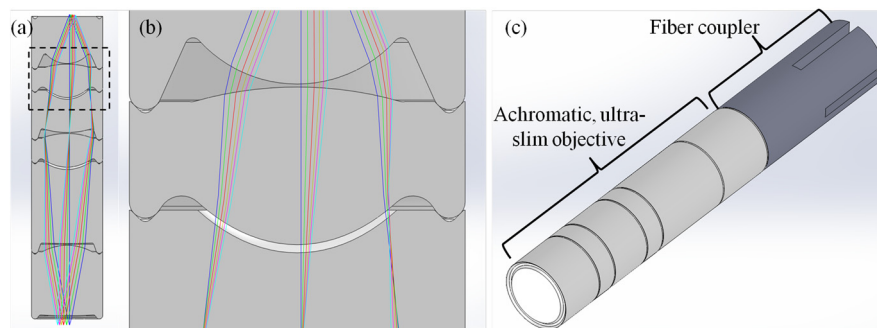 (a)
(b)
(c)
Fiber coupler
Achromatic, ultra-
slim objective